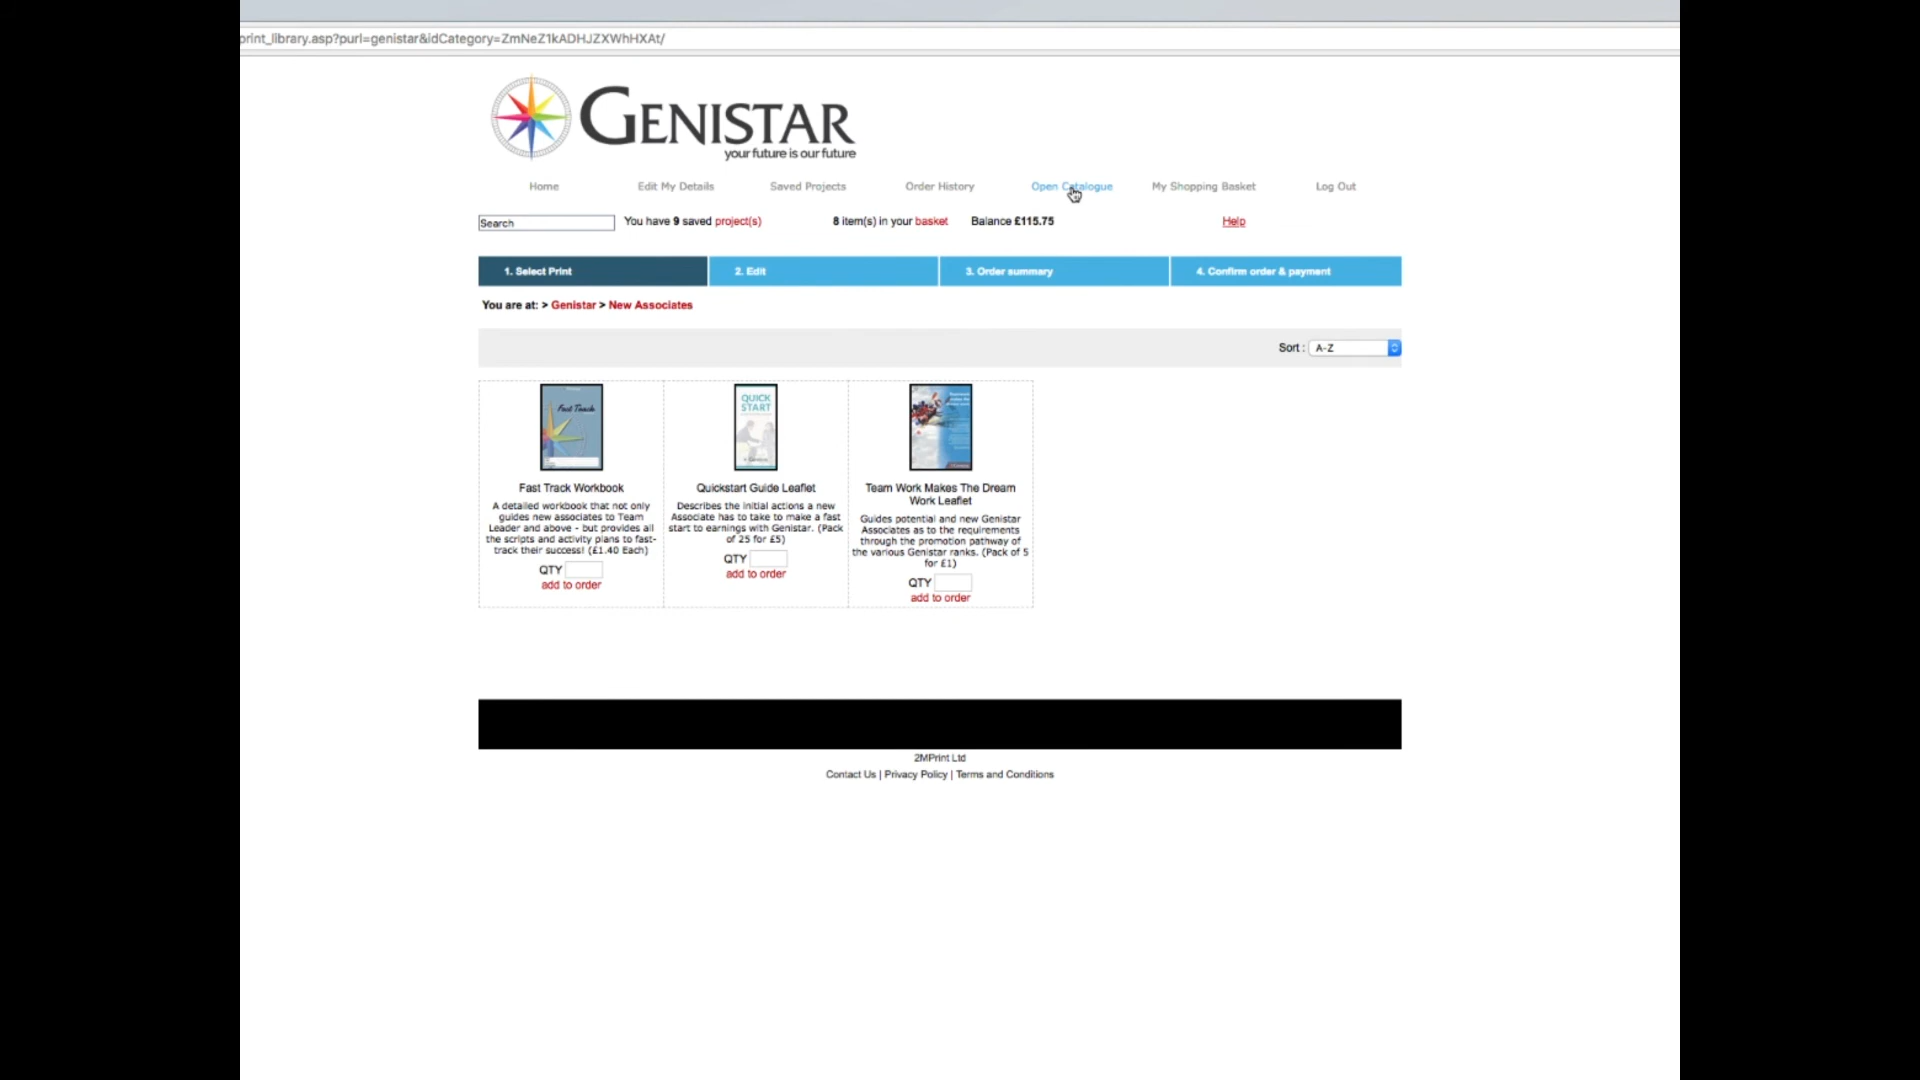 print_library.asp?purl=genistar&idCategory=ZmNeZ1kADHJZXWhHXAt/
GENISTAR
your future is our future
Home Edit My Details Saved Projects Order History Open Catalogue My Shopping Basket Log Out
Search You have 9 saved project(s) 8 item(s) in your basket Balance £115.75 Help
1. Select Print 2. Edit 3. Order summary 4. Confirm order & payment
You are at: > Genistar > New Associates
Sort : A-Z
Fast Track
QUICK
START
Fast Track Workbook
A detailed workbook that not only
guides new associates to Team
Leader and above - but provides all
the scripts and activity plans to fast-
track their success! (£1.40 Each)
QTY
add to order
Quickstart Guide Leaflet
Describes the initial actions a new
Associate has to take to make a fast
start to earnings with Genistar. (Pack
of 25 for £5)
QTY
add to order
Team Work Makes The Dream
Work Leaflet
Guides potential and new Genistar
Associates as to the requirements
through the promotion pathway of
the various Genistar ranks. (Pack of 5
for £1)
QTY
add to order
2MPrint Ltd
Contact Us | Privacy Policy | Terms and Conditions